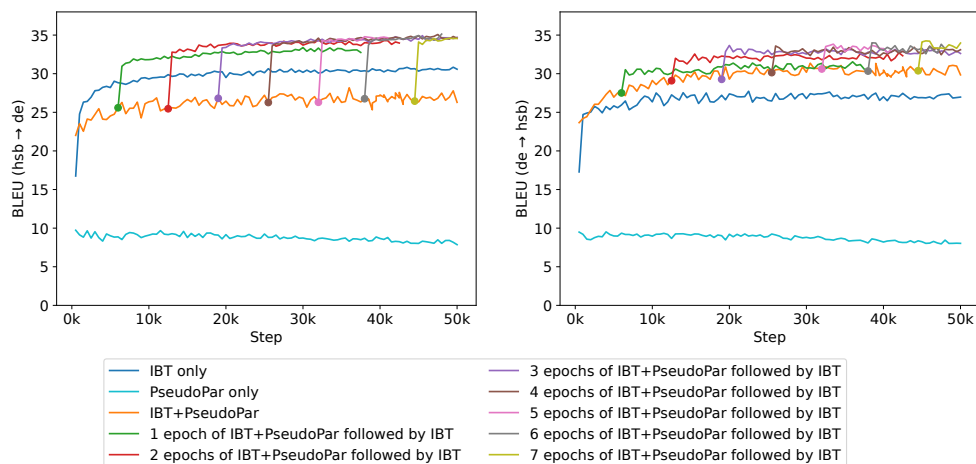 35
30
25
20
15
10
5
0
BLEU (hsb → de)
0k 10k 20k 30k 40k 50k
Step
35
30
25
20
15
10
5
0
BLEU (de → hsb)
0k 10k 20k 30k 40k 50k
Step
IBT only
PseudoPar only
IBT+PseudoPar
1 epoch of IBT+PseudoPar followed by IBT
2 epochs of IBT+PseudoPar followed by IBT
3 epochs of IBT+PseudoPar followed by IBT
4 epochs of IBT+PseudoPar followed by IBT
5 epochs of IBT+PseudoPar followed by IBT
6 epochs of IBT+PseudoPar followed by IBT
7 epochs of IBT+PseudoPar followed by IBT